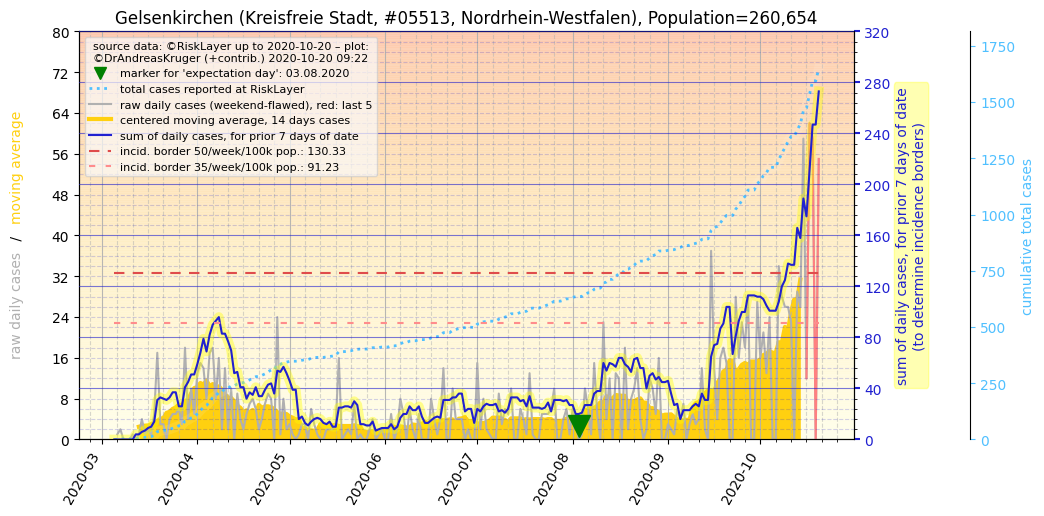 Gelsenkirchen (Kreisfreie Stadt, #05513, Nordrhein-Westfalen), Population=260,654
source data: ©RiskLayer up to 2020-10-20 – plot:
©DrAndreasKruger (+contrib.) 2020-10-20 09:22
marker for 'expectation day': 03.08.2020
total cases reported at RiskLayer
raw daily cases (weekend-flawed), red: last 5
centered moving average, 14 days cases
sum of daily cases, for prior 7 days of date
incid. border 50/week/100k pop.: 130.33
incid. border 35/week/100k pop.: 91.23
raw daily cases / moving average
80
72
64
56
48
40
32
24
16
8
0
2020-03
2020-04
2020-05
2020-06
2020-07
2020-08
2020-09
2020-10
320
280
240
200
160
120
80
40
0
sum of daily cases, for prior 7 days of date
(to determine incidence borders)
1750
1500
1250
1000
750
500
250
0
cumulative total cases